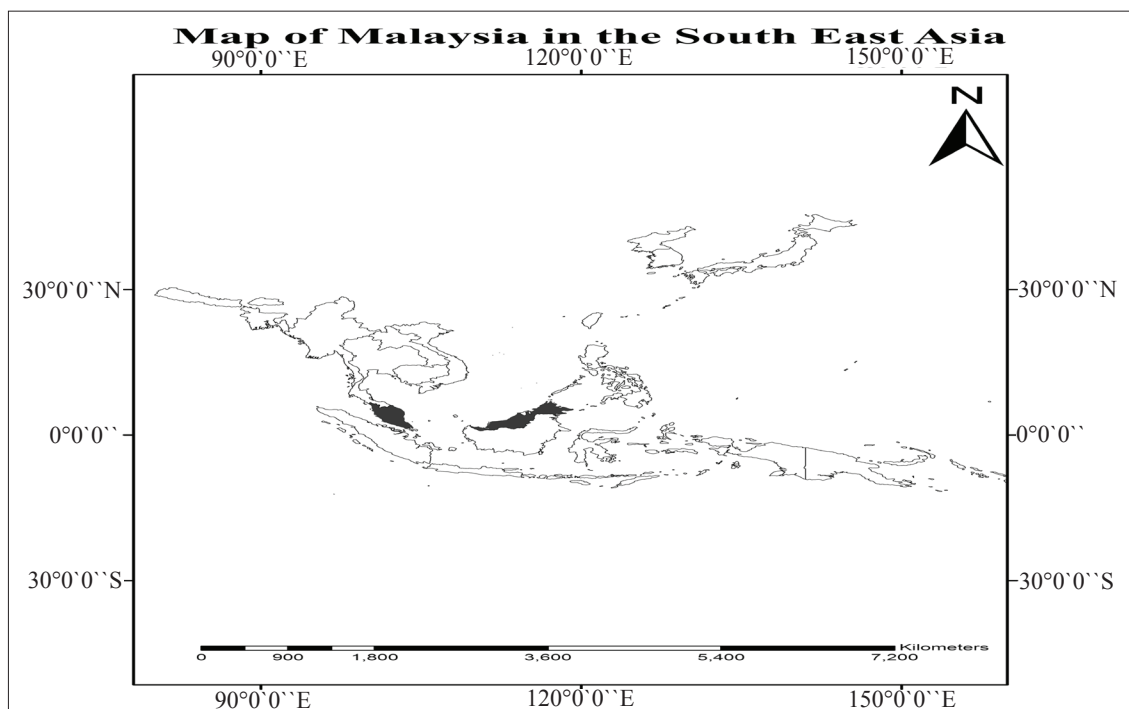 Map of Malaysia in the South East Asia
90°0`0``E 120°0`0``E 150°0`0``E
N
30°0`0``N 30°0`0``N
0°0`0`` 0°0`0``
30°0`0``S 30°0`0``S
Kilometers
0 900 1,800 3,600 5,400 7,200
90°0`0``E 120°0`0``E 150°0`0``E